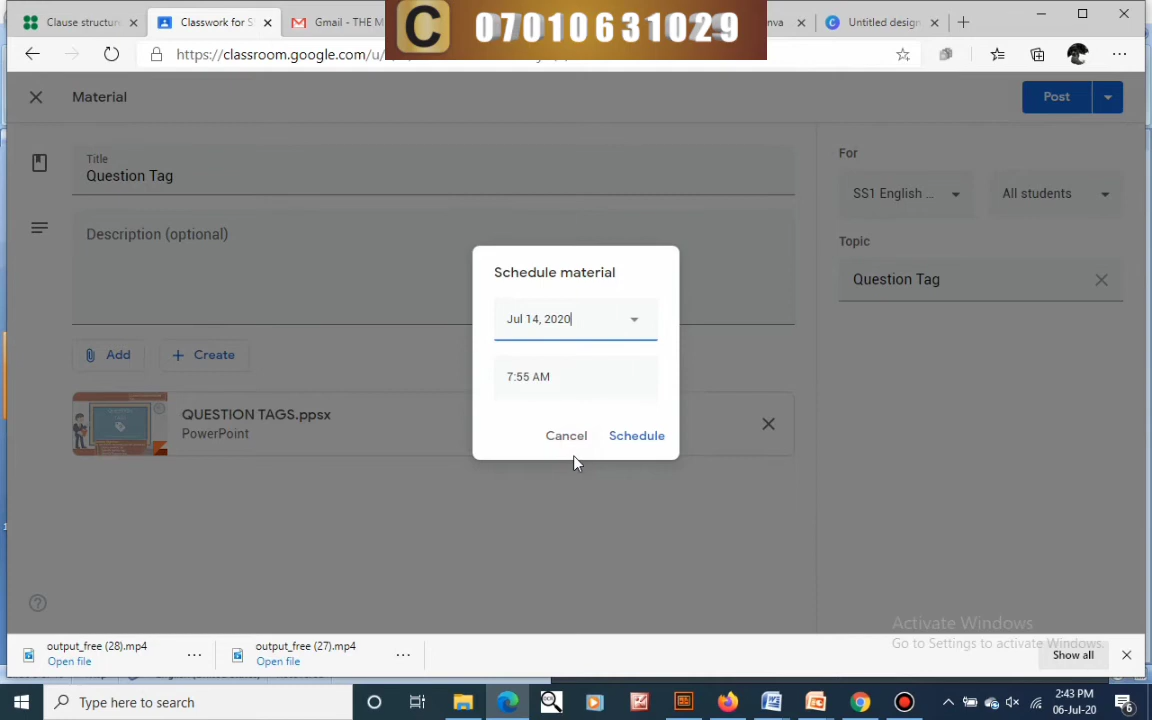 Clause structur
Classwork for S
Gmail - THE M
nva
Untitled design
C 07010631029
https://classroom.google.com/u/
Material
Post
Title
Question Tag
Description (optional)
Add
Create
QUESTION TAGS.ppsx
PowerPoint
For
SS1 English ...
All students
Topic
Question Tag
Schedule material
Jul 14, 2020
7:55 AM
Cancel
Schedule
Activate Windows
Go to Settings to activate Windows.
output_free (28).mp4
Open file
output_free (27).mp4
Open file
Show all
Type here to search
2:43 PM
06-Jul-20
6